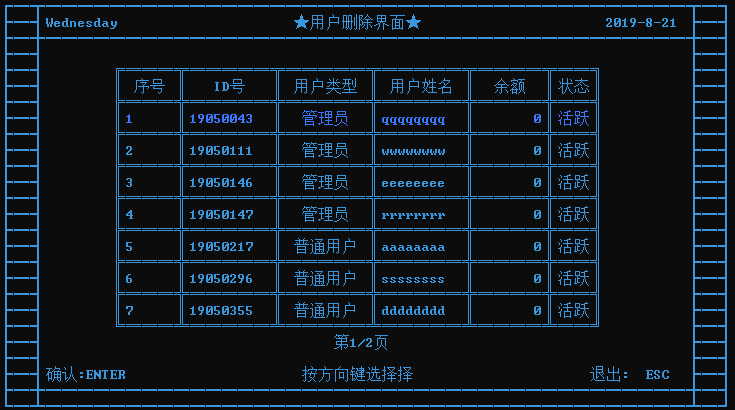 Wednesday ★用户删除界面★ 2019-8-21
序号 ID号 用户类型 用户姓名 余额 状态
1 19050043 管理员 qqqqqqqq 0 活跃
2 19050111 管理员 wwwwwwww 0 活跃
3 19050146 管理员 eeeeeeee 0 活跃
4 19050147 管理员 rrrrrrrr 0 活跃
5 19050217 普通用户 aaaaaaaa 0 活跃
6 19050296 普通用户 ssssssss 0 活跃
7 19050355 普通用户 dddddddd 0 活跃
第1/2页
确认:ENTER 按方向键选择择 退出: ESC